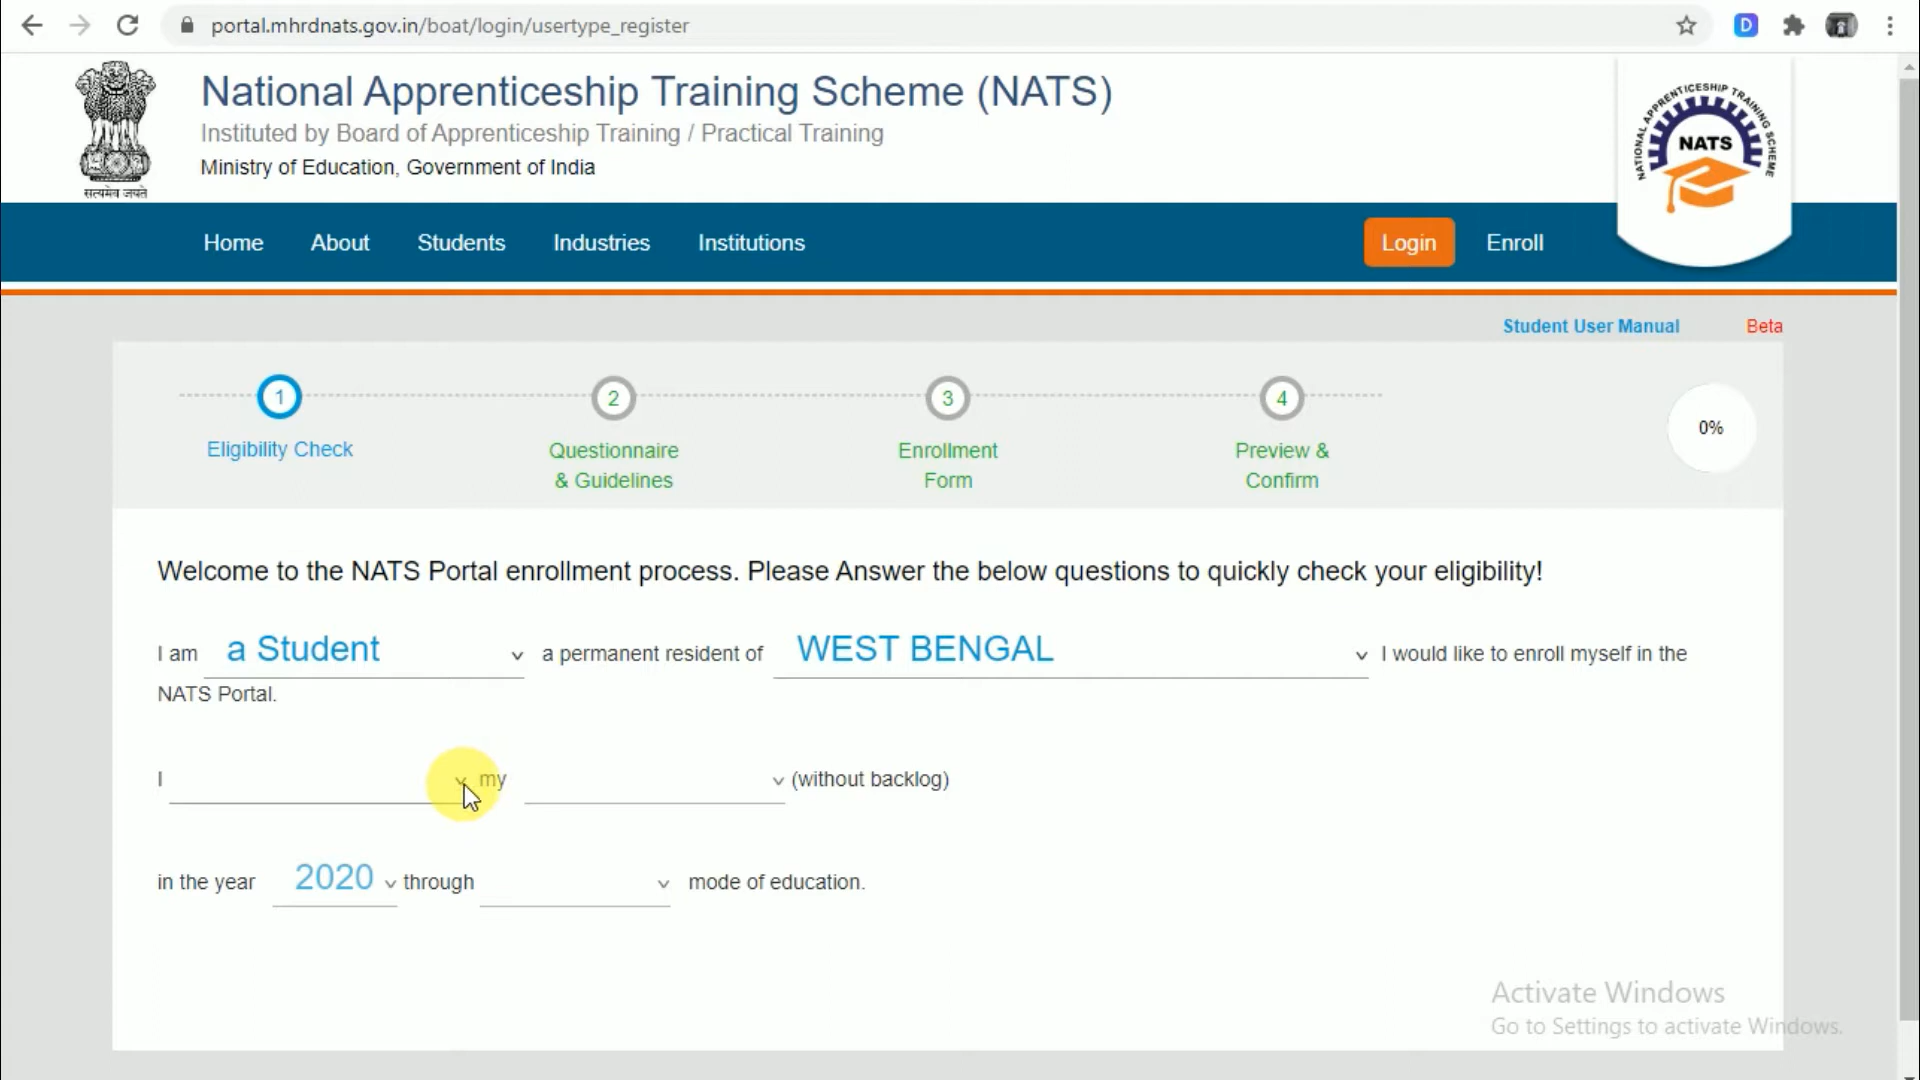 portal.mhrdnats.gov.in/boat/login/usertype_register
D
सत्यमेव जयते
National Apprenticeship Training Scheme (NATS)
Instituted by Board of Apprenticeship Training / Practical Training
Ministry of Education, Government of India
NATIONAL APPRENTICESHIP TRAINING SCHEME
NATS
Home About Students Industries Institutions Login Enroll
Student User Manual Beta
1 2 3 4
Eligibility Check
Questionnaire
& Guidelines
Enrollment
Form
Preview &
Confirm
0%
Welcome to the NATS Portal enrollment process. Please Answer the below questions to quickly check your eligibility!
I am a Student a permanent resident of WEST BENGAL I would like to enroll myself in the
NATS Portal.
I my (without backlog)
in the year 2020 through mode of education.
Activate Windows
Go to Settings to activate Windows.